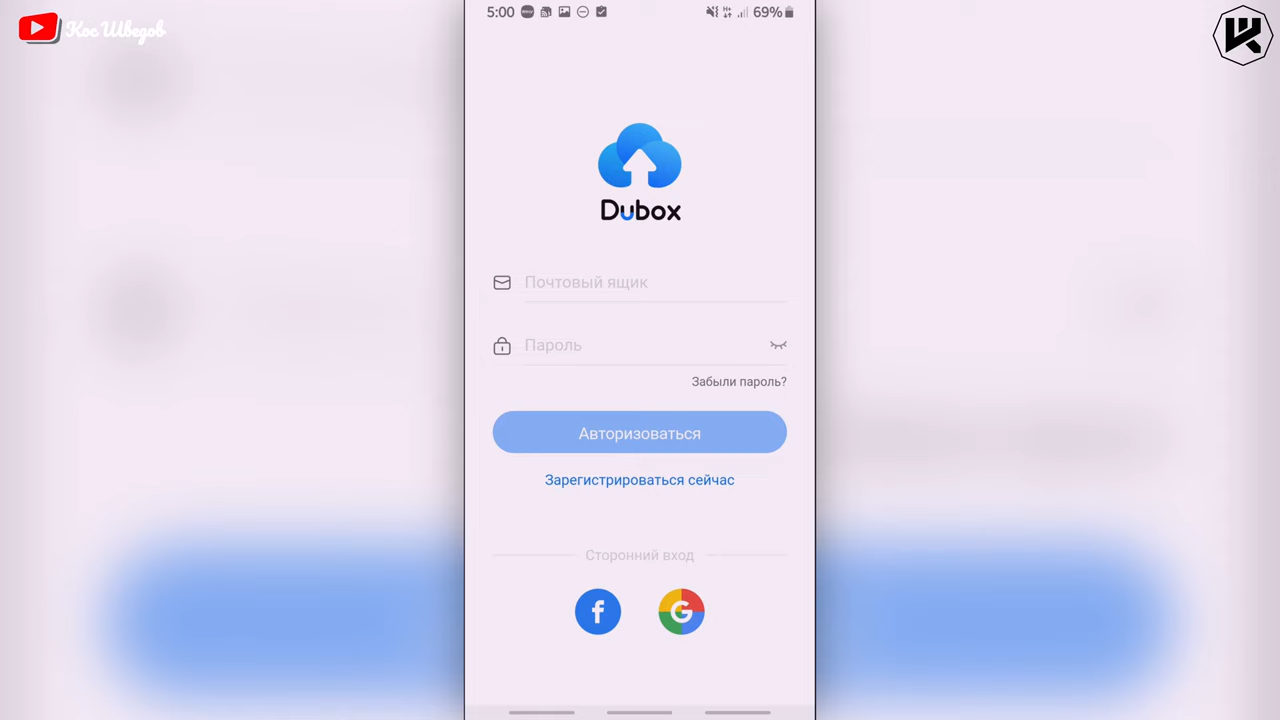 Кос Шведов
5:00
69%
Dubox
Почтовый ящик
Пароль
Забыли пароль?
Авторизоваться
Зарегистрироваться сейчас
Сторонний вход
f
G